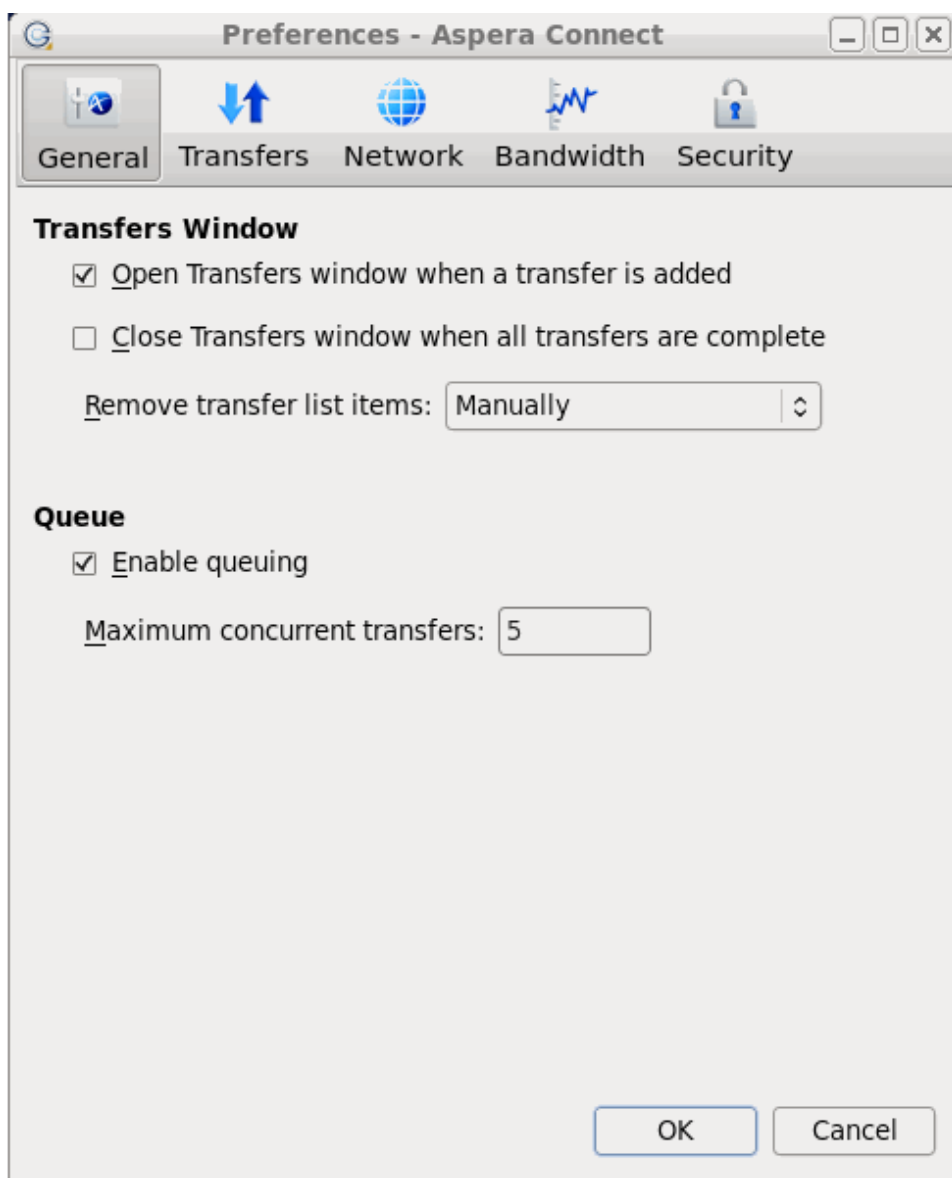 Preferences - Aspera Connect
General Transfers Network Bandwidth Security
Transfers Window
Open Transfers window when a transfer is added
Close Transfers window when all transfers are complete
Remove transfer list items: Manually
Queue
Enable queuing
Maximum concurrent transfers: 5
OK Cancel